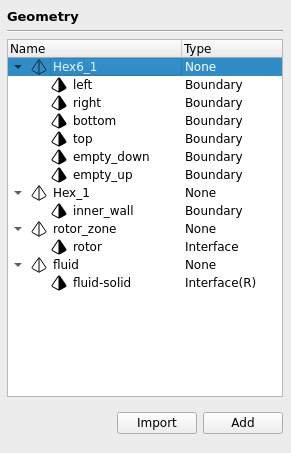 Geometry
Name Type
Hex6_1 None
left Boundary
right Boundary
bottom Boundary
top Boundary
empty_down Boundary
empty_up Boundary
Hex_1 None
inner_wall Boundary
rotor_zone None
rotor Interface
fluid None
fluid-solid Interface(R)
Import Add